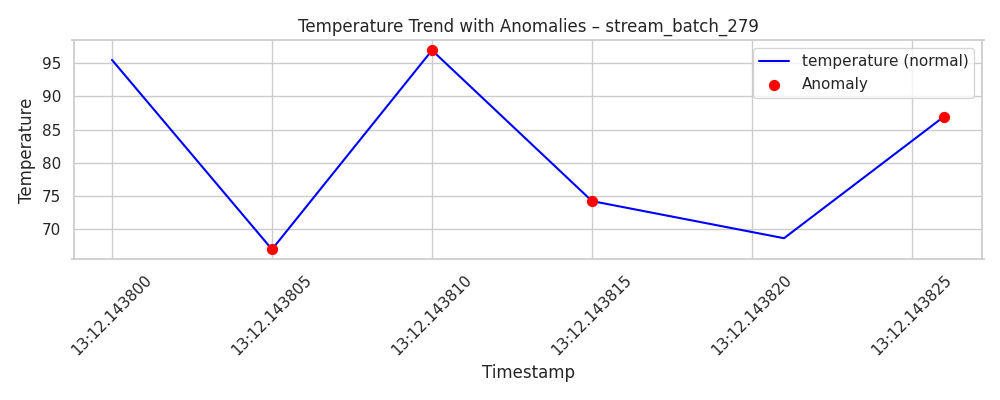 Temperature Trend with Anomalies – stream_batch_279
temperature (normal)
Anomaly
Temperature
95
90
85
80
75
70
13:12.143800
13:12.143805
13:12.143810
13:12.143815
13:12.143820
13:12.143825
Timestamp